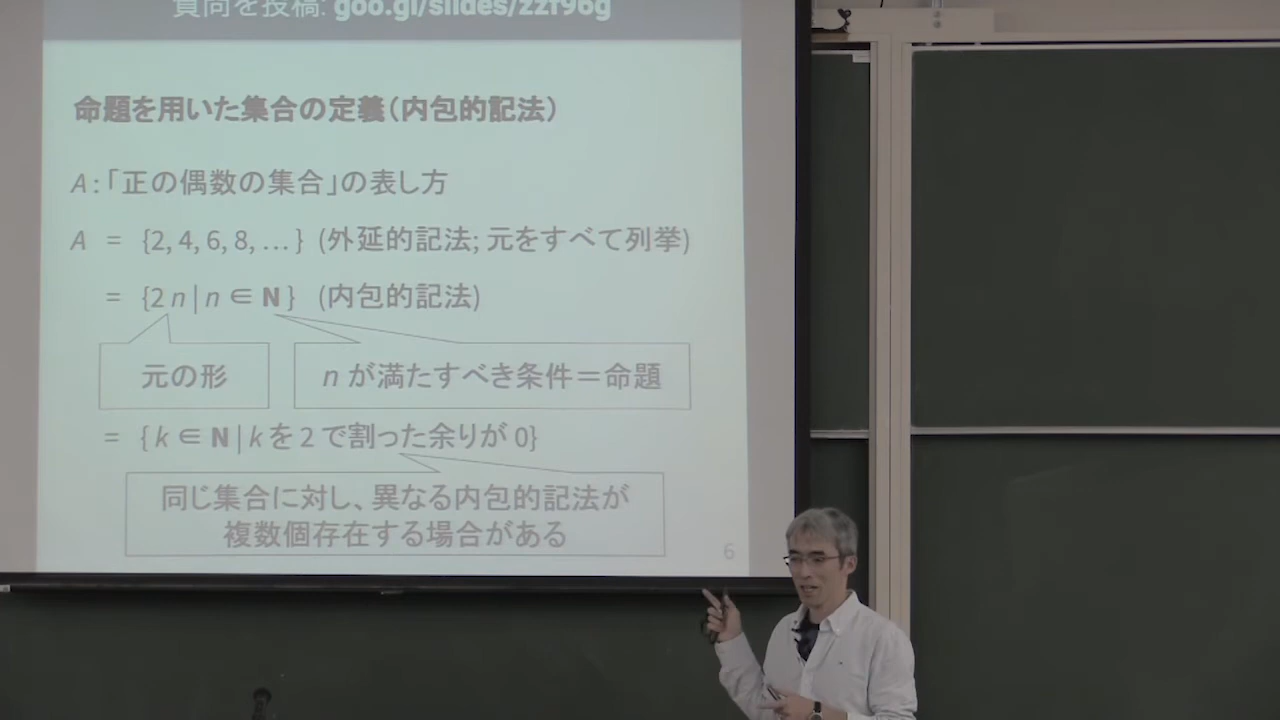 質問を投稿: goo.gl/slides/zzf96g
命題を用いた集合の定義(内包的記法)
A:「正の偶数の集合」の表し方
A = {2, 4, 6, 8, …} (外延的記法; 元をすべて列挙)
= {2 n | n ∈ N} (内包的記法)
元の形
n が満たすべき条件=命題
= { k ∈ N | k を 2 で割った余りが 0}
同じ集合に対し、異なる内包的記法が
複数個存在する場合がある
6